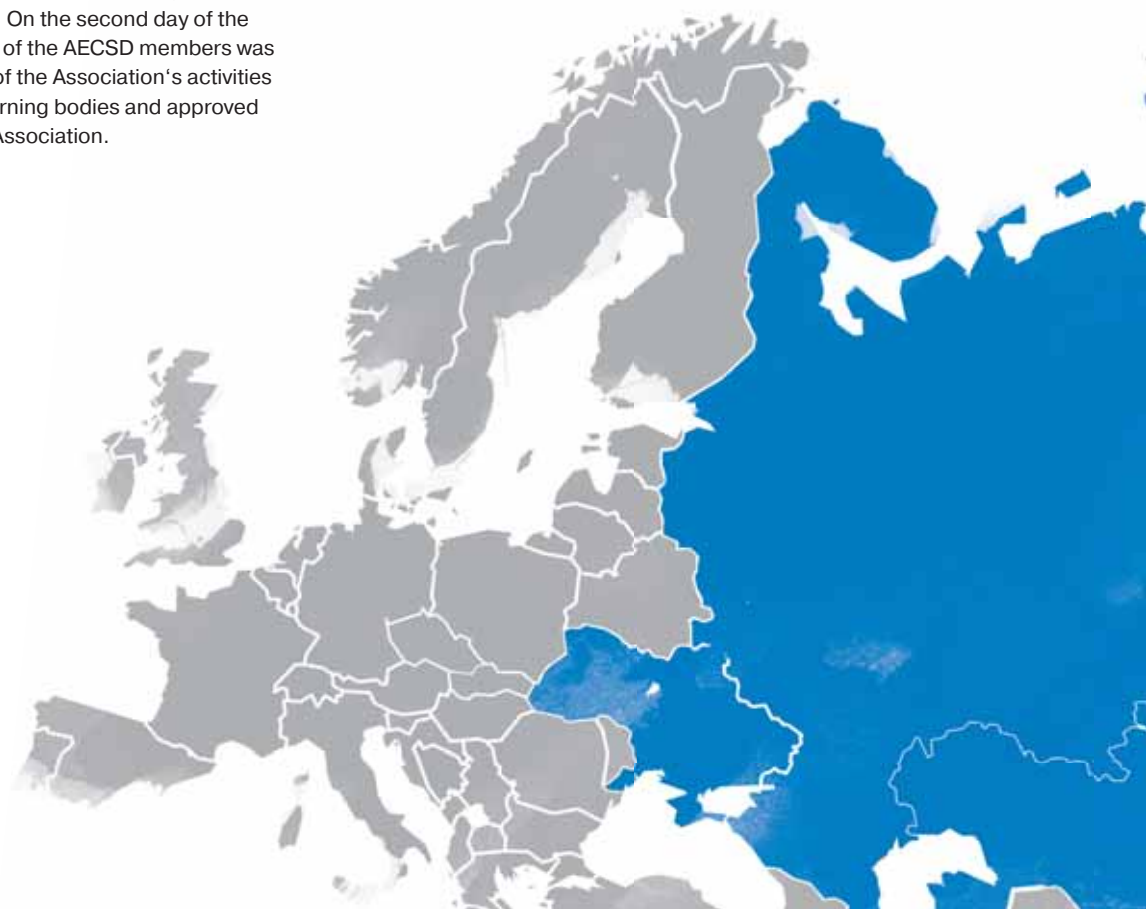 On the second day of the
of the AECSD members was
of the Association‘s activities
rning bodies and approved
Association.